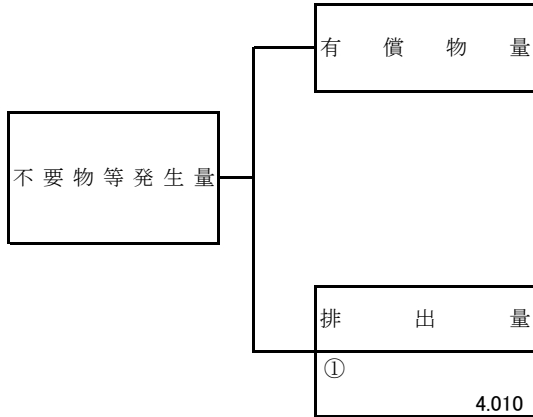 有償物量
不要物等発生量
排出量
①
4.010